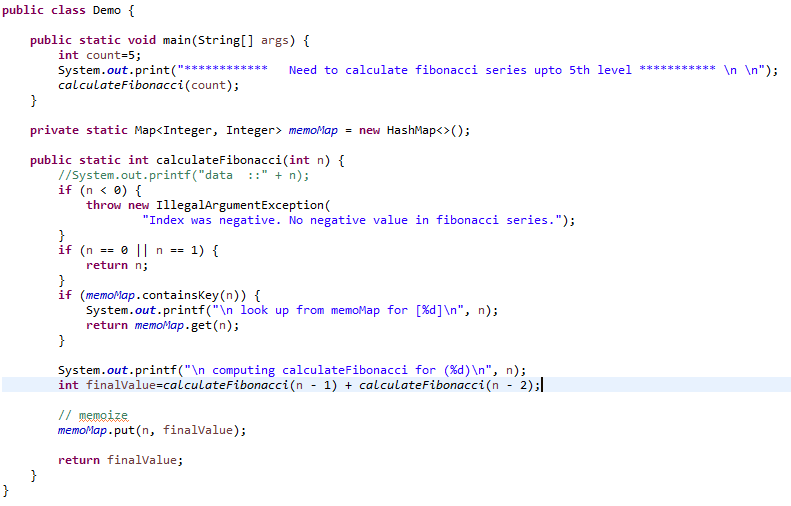 public class Demo {
public static void main(String[] args) {
int count=5;
System.out.print("************   Need to calculate fibonacci series upto 5th level *********** \n \n");
calculateFibonacci(count);
}
private static Map<Integer, Integer> memoMap = new HashMap<>();
public static int calculateFibonacci(int n) {
//System.out.printf("data  ::" + n);
if (n < 0) {
throw new IllegalArgumentException(
"Index was negative. No negative value in fibonacci series.");
}
if (n == 0 || n == 1) {
return n;
}
if (memoMap.containsKey(n)) {
System.out.printf("\n look up from memoMap for [%d]\n", n);
return memoMap.get(n);
}
System.out.printf("\n computing calculateFibonacci for (%d)\n", n);
int finalValue=calculateFibonacci(n - 1) + calculateFibonacci(n - 2);
// memoize
memoMap.put(n, finalValue);
return finalValue;
}
}